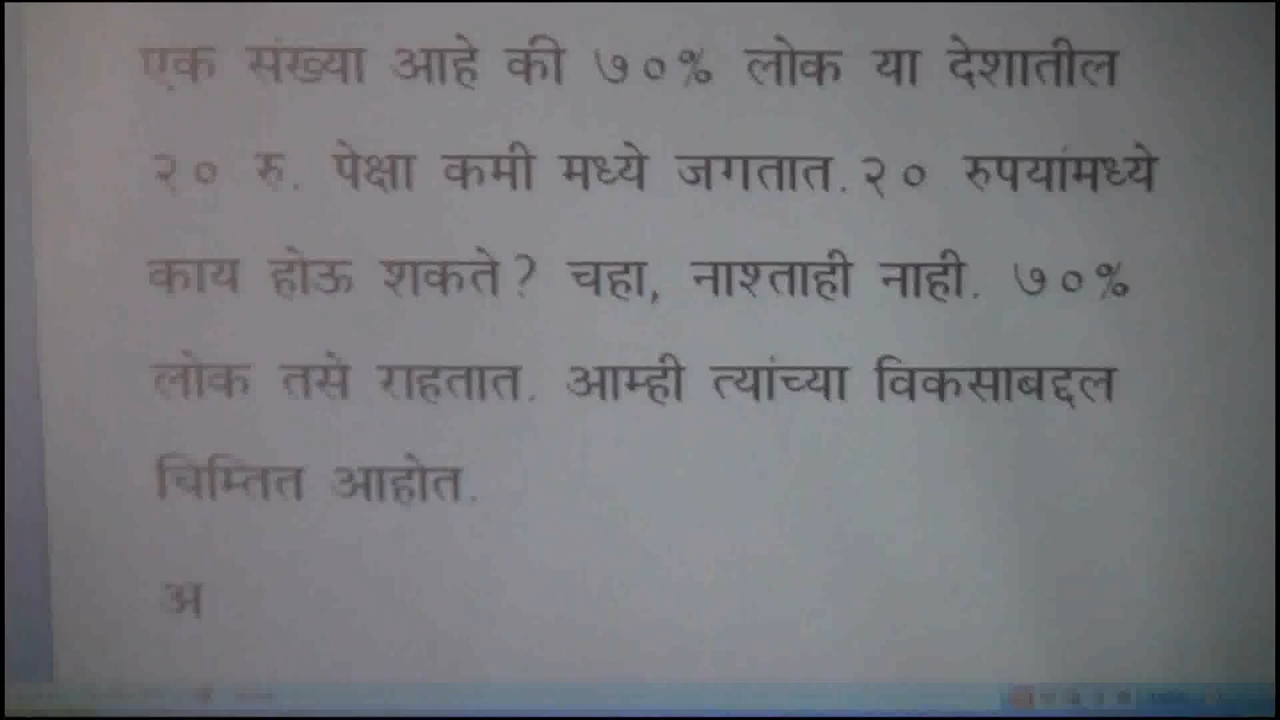 एक संख्या आहे की ७०% लोक या देशातील
२० रु. पेक्षा कमी मध्ये जगतात. २० रुपयांमध्ये
काय होऊ शकते? चहा, नाश्ताही नाही. ७०%
लोक तसे राहतात. आम्ही त्यांच्या विकसाबद्दल
चिम्तित आहोत.
अ